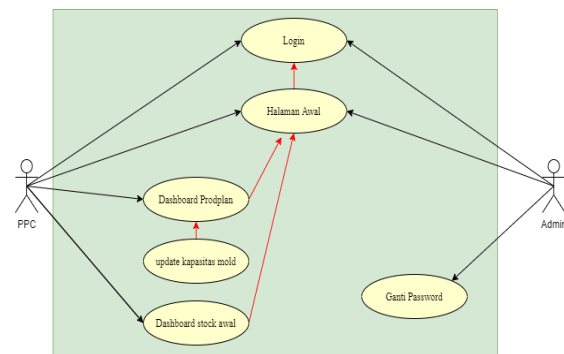 Login
Halaman Awal
Dashboard Prodplan
PPC
Admin
update kapasitas mold
Ganti Password
Dashboard stock awal